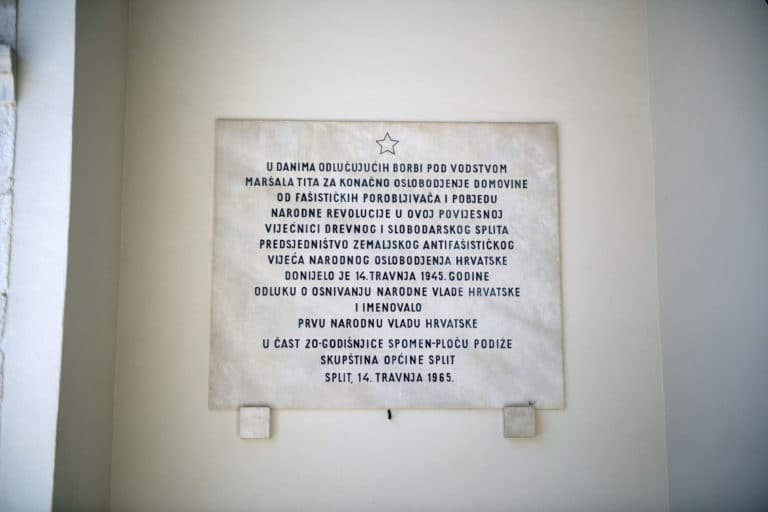 U DANIMA ODLUČUJUĆIH BORBI POD VODSTVOM
MARŠALA TITA ZA KONAČNO OSLOBODJENJE DOMOVINE
OD FAŠISTIČKIH POROBLJIVAČA I POBJEDU
NARODNE REVOLUCIJE U OVOJ POVIJESNOJ
VIJEĆNICI DREVNOG I SLOBODARSKOG SPLITA
PREDSJEDNIŠTVO ZEMALJSKOG ANTIFAŠISTIČKOG
VIJEĆA NARODNOG OSLOBODJENJA HRVATSKE
DONIJELO JE 14. TRAVNJA 1945. GODINE
ODLUKU O OSNIVANJU NARODNE VLADE HRVATSKE
I IMENOVALO
PRVU NARODNU VLADU HRVATSKE
U ČAST 20-GODIŠNJICE SPOMEN-PLOČU PODIŽE
SKUPŠTINA OPĆINE SPLIT
SPLIT, 14. TRAVNJA 1965.